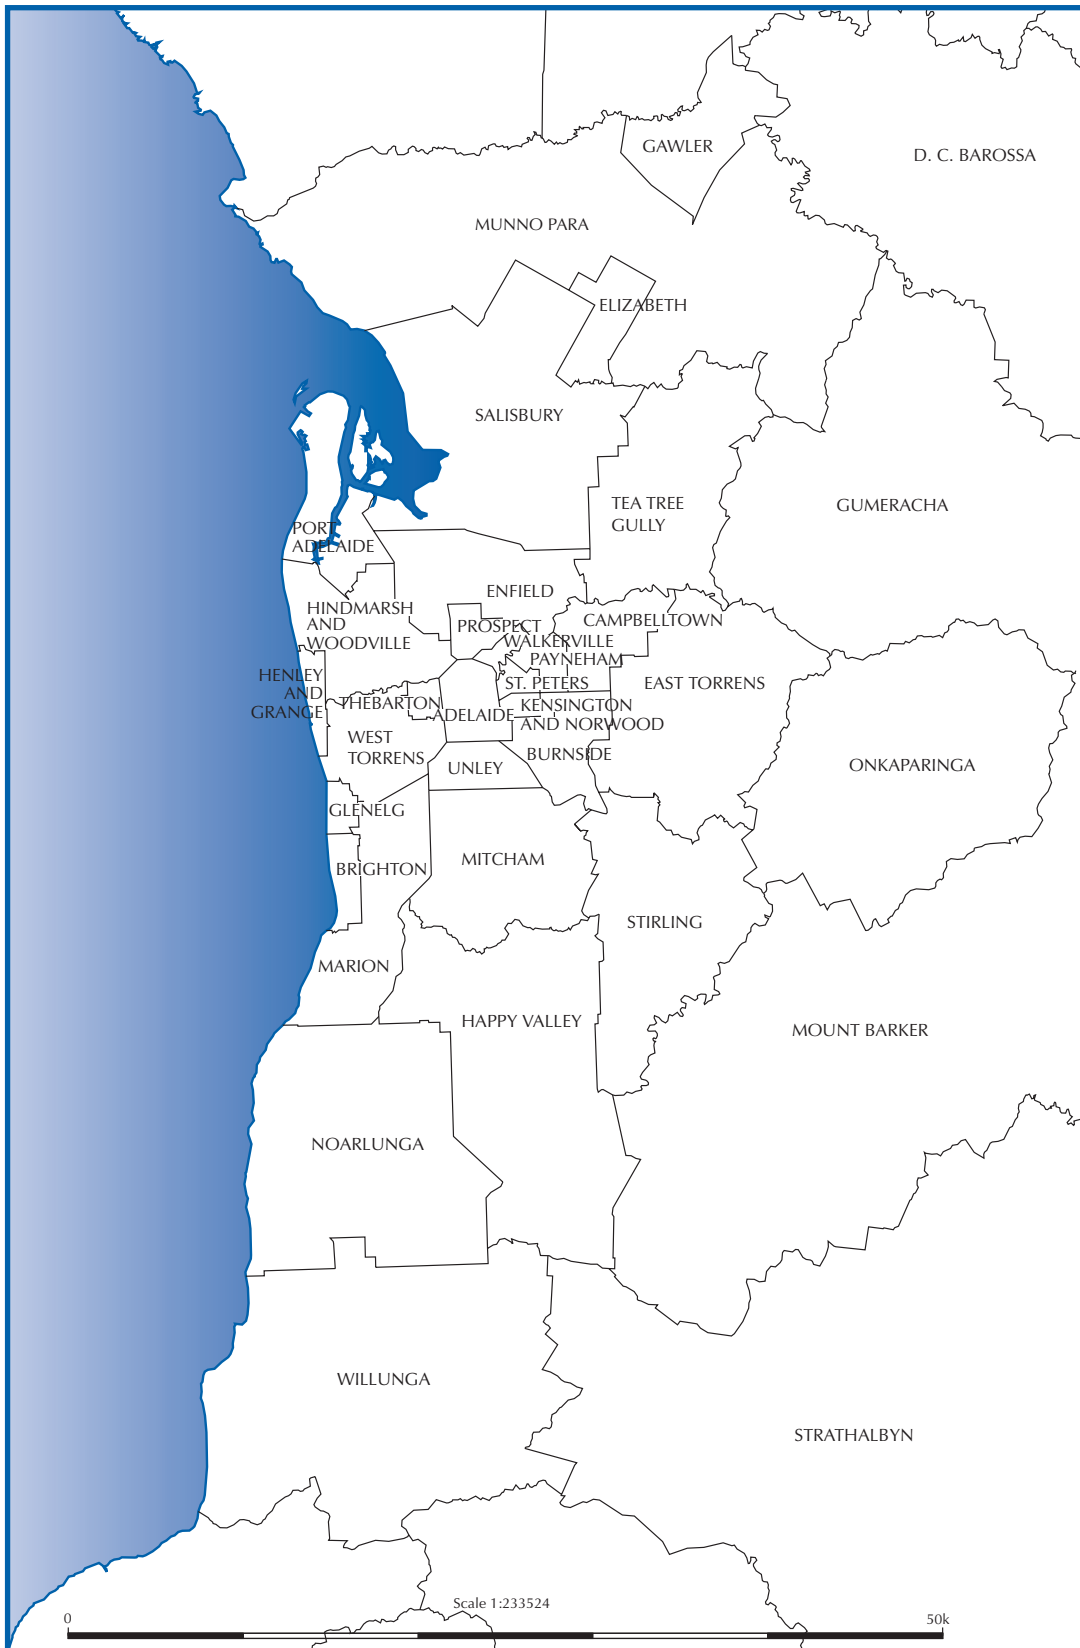 GAWLER
D. C. BAROSSA
MUNNO PARA
ELIZABETH
SALISBURY
TEA TREE
GULLY
GUMERACHA
PORT
ADELAIDE
ENFIELD
HINDMARSH
AND
WOODVILLE
PROSPECT
CAMPBELLTOWN
WALKERVILLE
PAYNEHAM
HENLEY
AND
GRANGE
ST. PETERS
EAST TORRENS
THEBARTON
ADELAIDE
KENSINGTON
AND NORWOOD
WEST
TORRENS
BURNSIDE
UNLEY
ONKAPARINGA
GLENELG
BRIGHTON
MITCHAM
STIRLING
MARION
HAPPY VALLEY
MOUNT BARKER
NOARLUNGA
WILLUNGA
STRATHALBYN
Scale 1:233524
0
50k